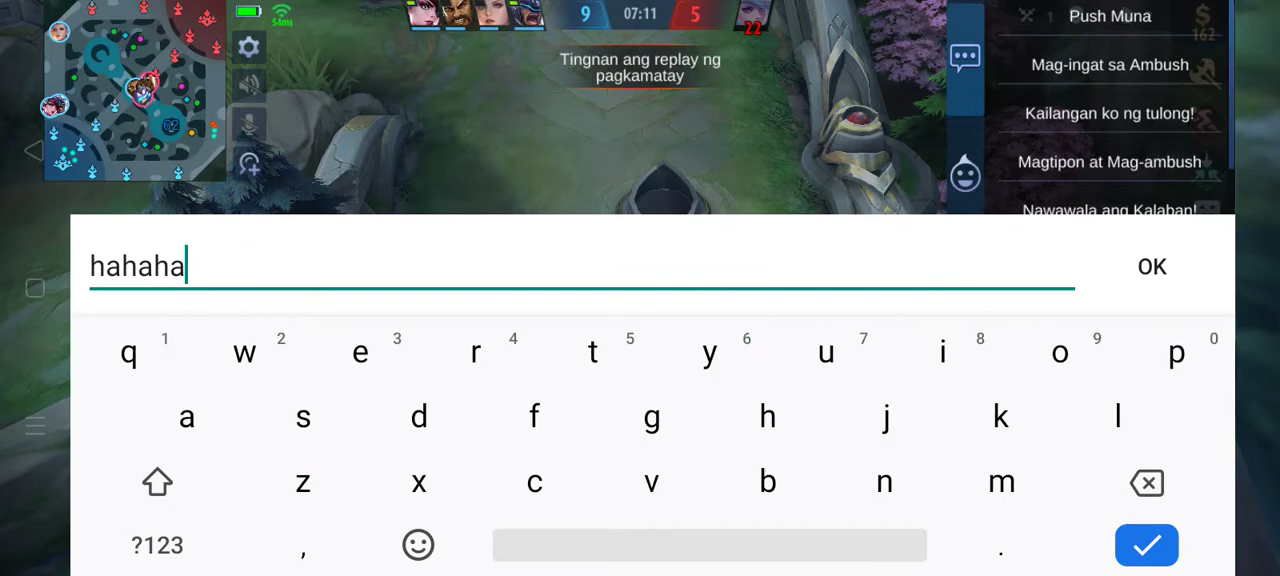 54ms
9 07:11 5
22
Tingnan ang replay ng
pagkamatay
1 Push Muna
162
Mag-ingat sa Ambush
Kailangan ko ng tulong!
Magtipon at Mag-ambush
Nawawala ang Kalaban!
hahaha
OK
q 1 w 2 e 3 r 4 t 5 y 6 u 7 i 8 o 9 p 0
a s d f g h j k l
z x c v b n m
?123 , .